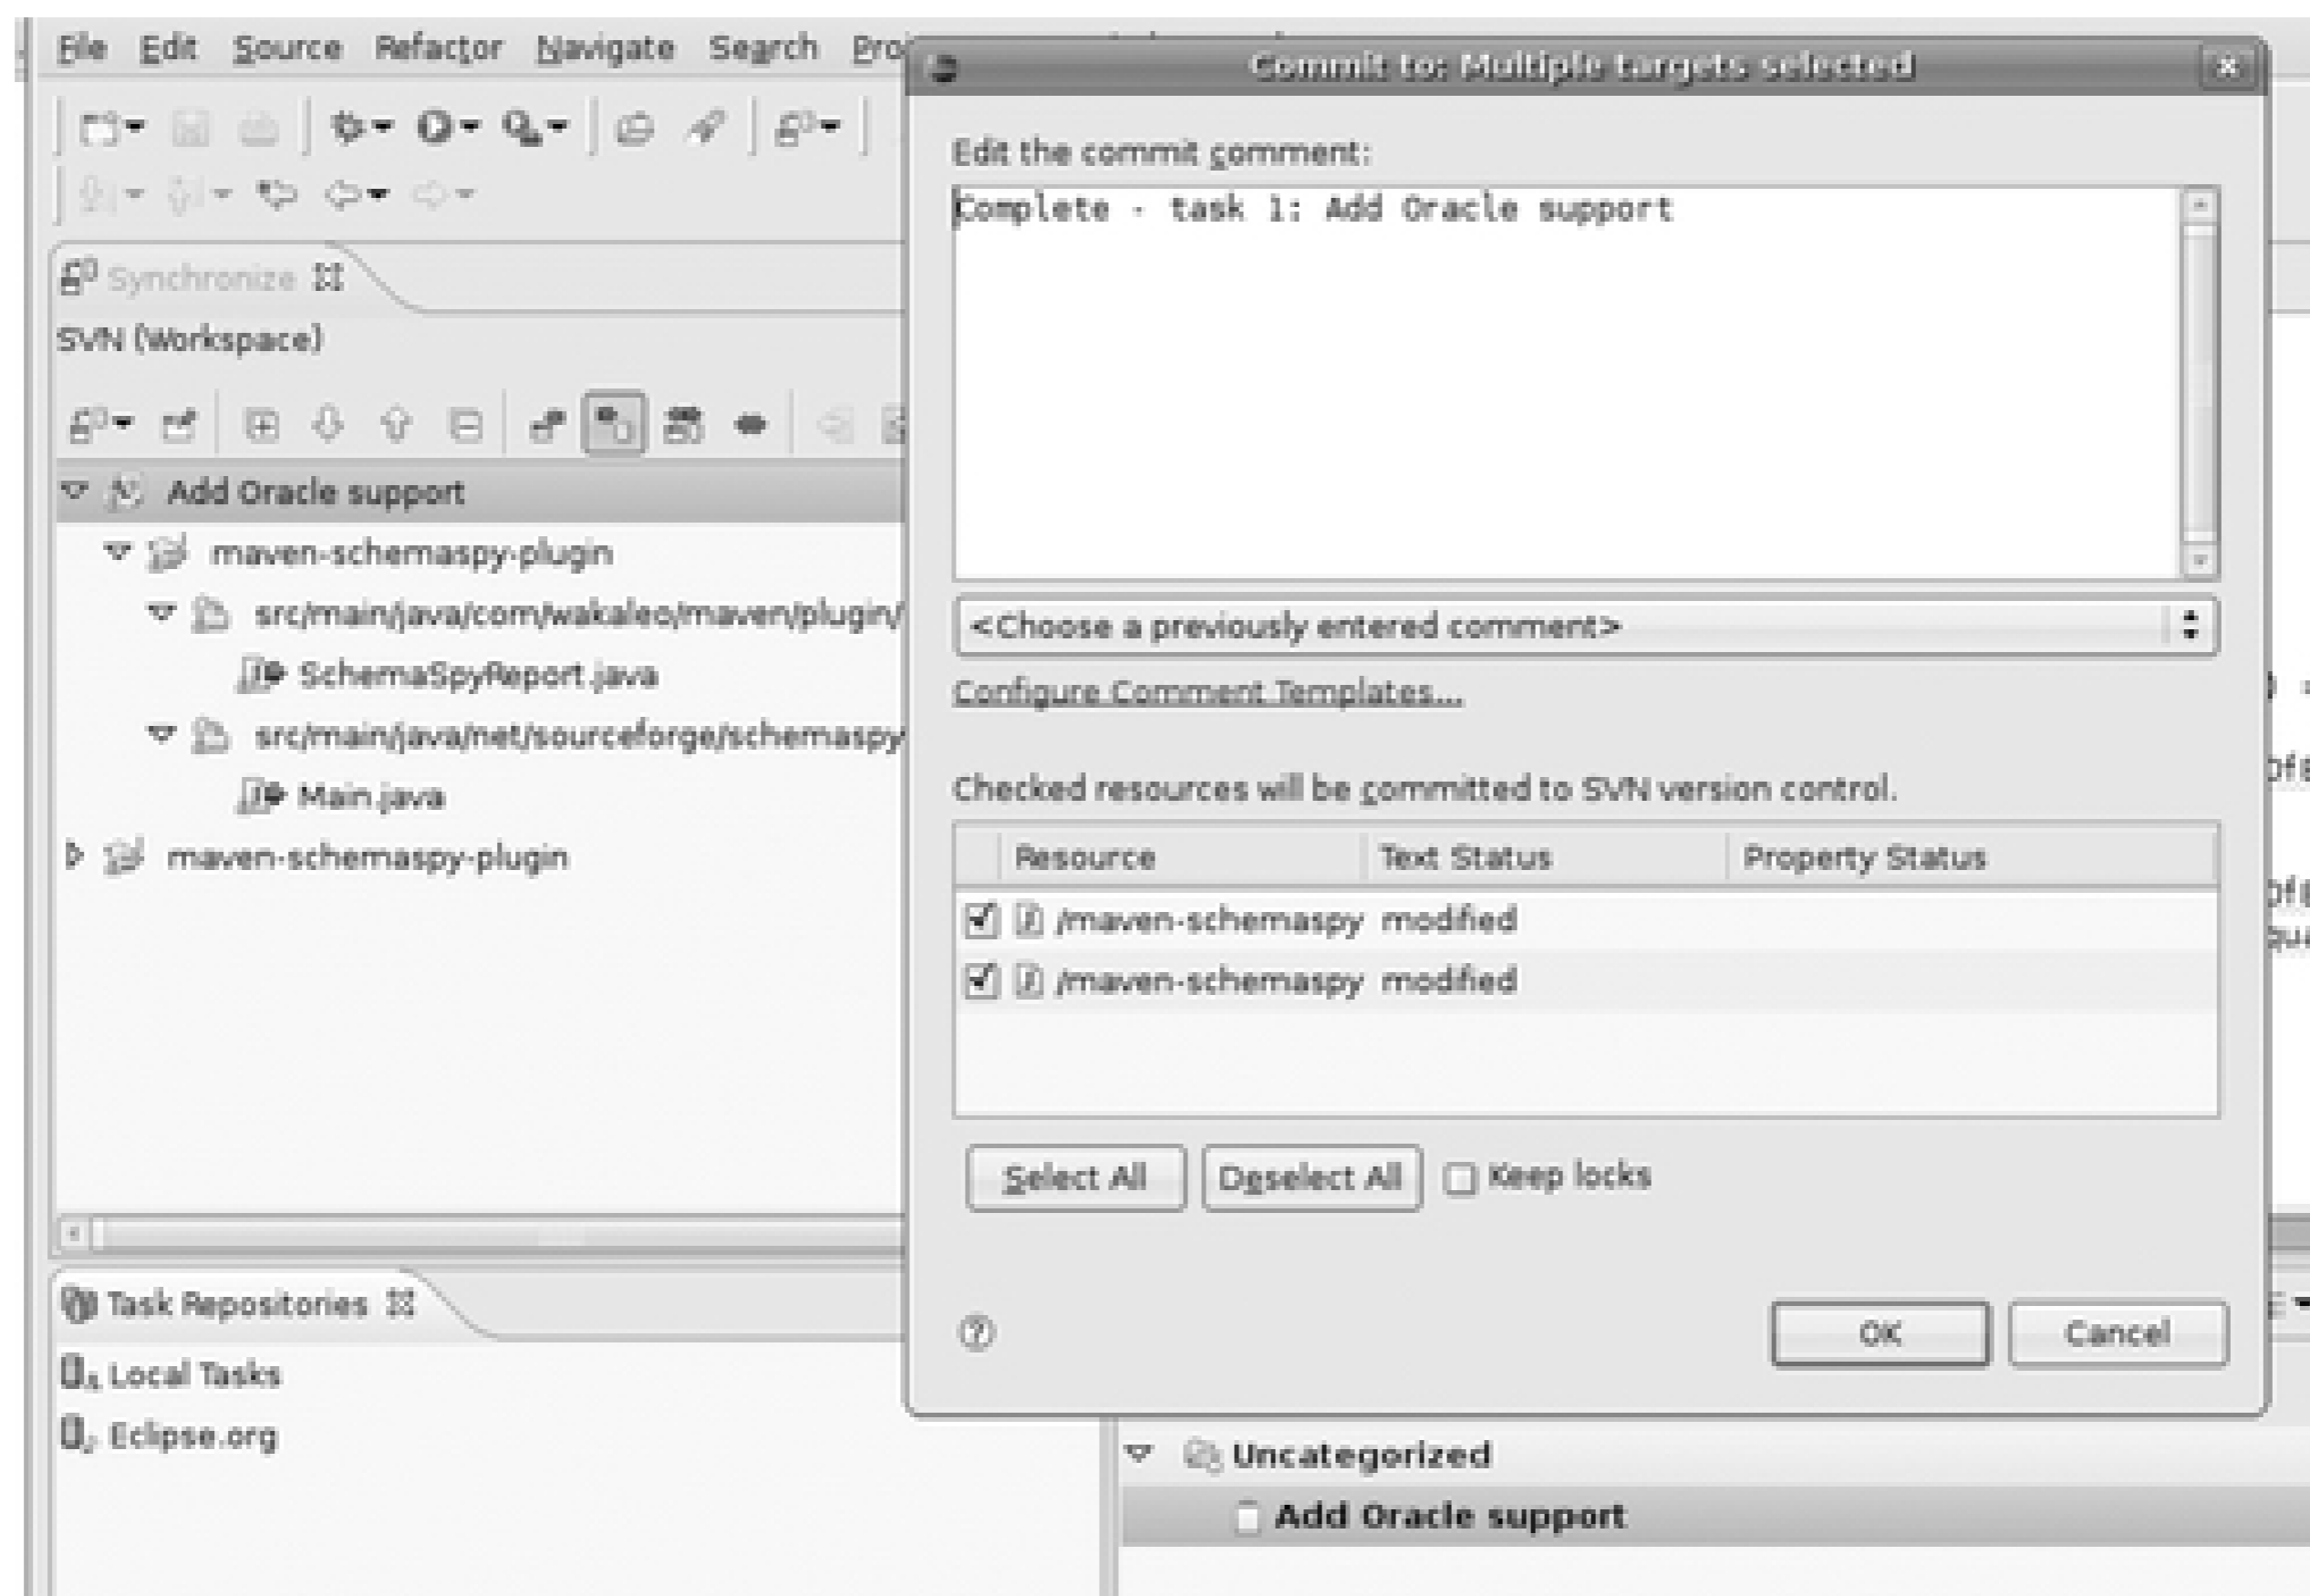 File Edit Source Refactor Navigate Search
Commit to: Multiple targets selected
Synchronize
SVN (Workspace)
Add Oracle support
maven-schemaspy-plugin
src/main/java/com/wakaleo/maven/plugin/
SchemaSpyReport.java
src/main/java/net/sourceforge/schemaspy
Main.java
maven-schemaspy-plugin
Edit the commit comment:
Complete - task 1: Add Oracle support
<Choose a previously entered comment>
Configure Comment Templates...
Checked resources will be committed to SVN version control.
Resource Text Status Property Status
/maven-schemaspy modified
/maven-schemaspy modified
Select All Deselect All Keep locks
OK Cancel
Task Repositories
Local Tasks
Eclipse.org
Uncategorized
Add Oracle support